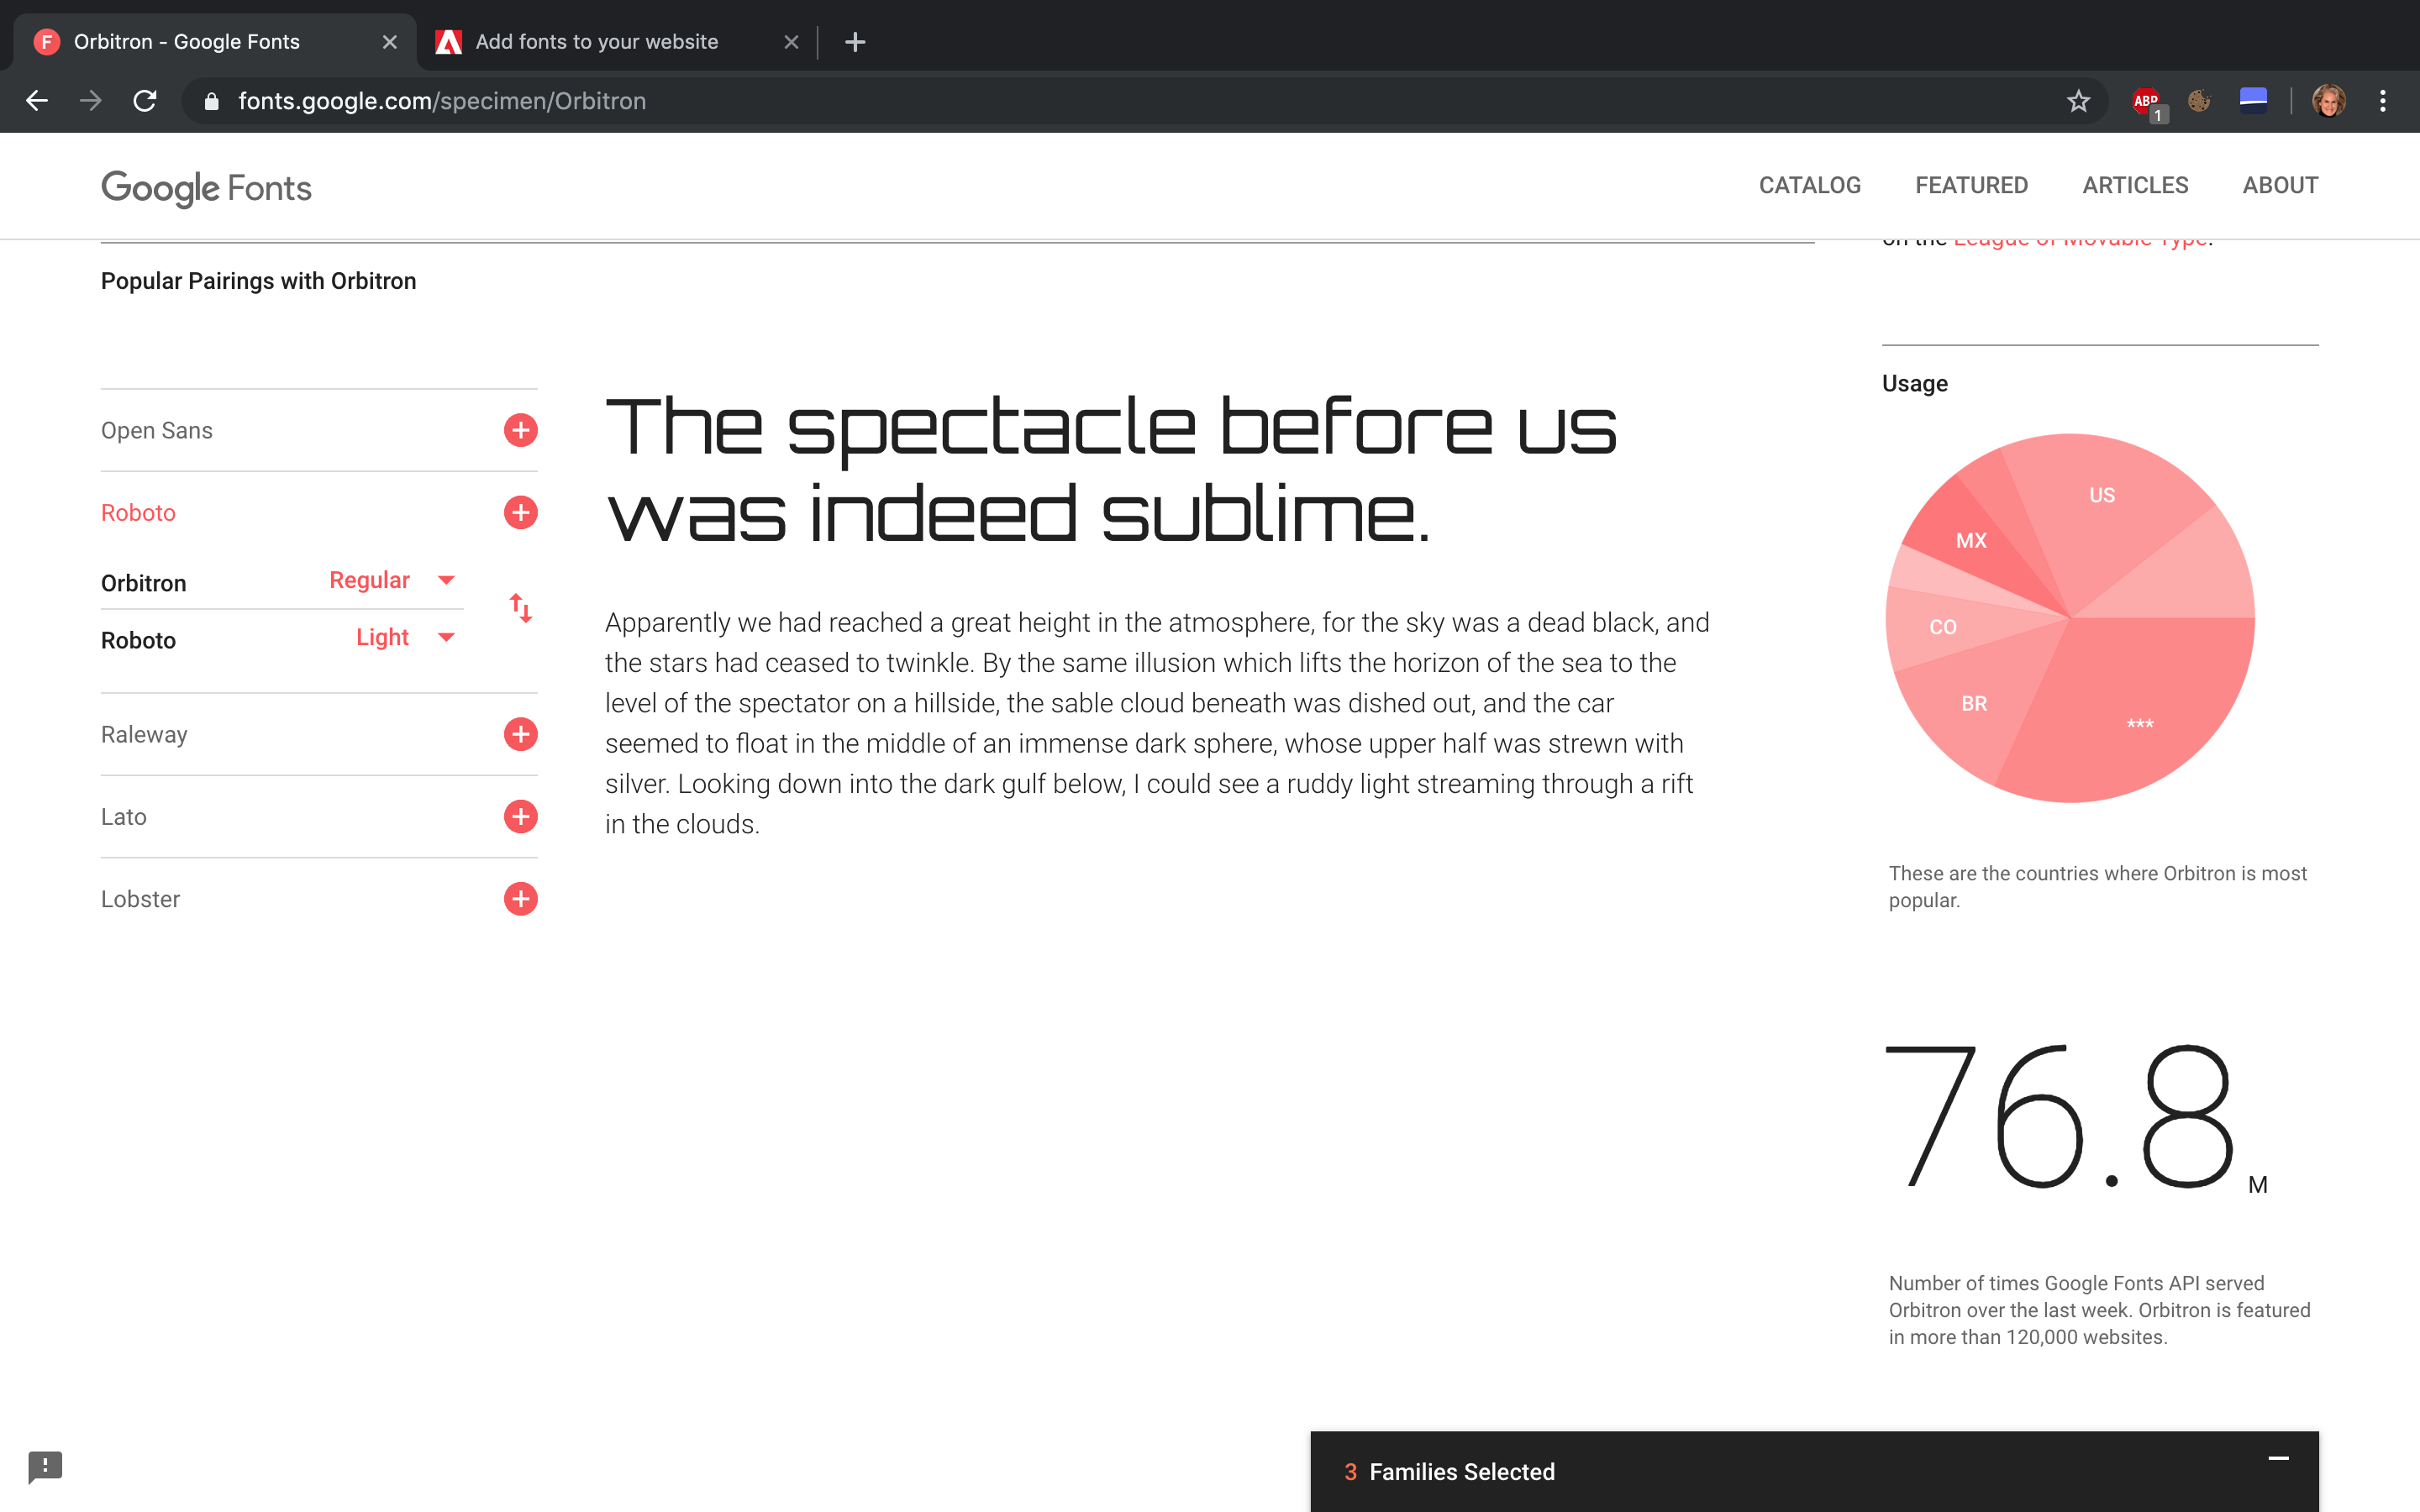 Orbitron - Google Fonts
Add fonts to your website
fonts.google.com/specimen/Orbitron
ABP
1
Google Fonts
CATALOG
FEATURED
ARTICLES
ABOUT
on the League of Movable Type.
Popular Pairings with Orbitron
Open Sans
Roboto
Orbitron
Regular
Roboto
Light
Raleway
Lato
Lobster
The spectacle before us
was indeed sublime.
Apparently we had reached a great height in the atmosphere, for the sky was a dead black, and
the stars had ceased to twinkle. By the same illusion which lifts the horizon of the sea to the
level of the spectator on a hillside, the sable cloud beneath was dished out, and the car
seemed to float in the middle of an immense dark sphere, whose upper half was strewn with
silver. Looking down into the dark gulf below, I could see a ruddy light streaming through a rift
in the clouds.
Usage
US
MX
CO
BR
***
These are the countries where Orbitron is most
popular.
76.8 M
Number of times Google Fonts API served
Orbitron over the last week. Orbitron is featured
in more than 120,000 websites.
3 Families Selected